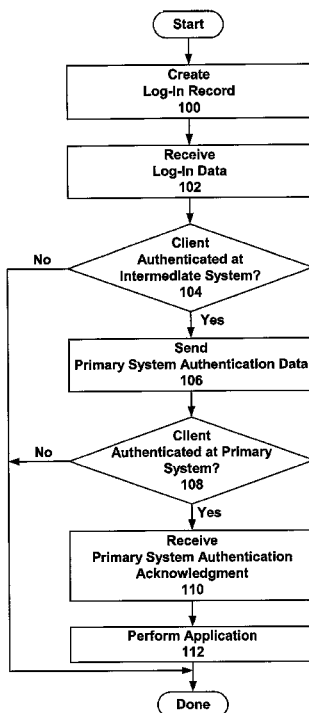 Start
Create
Log-In Record
100
Receive
Log-In Data
102
No
Client
Authenticated at
Intermediate System?
104
Yes
Send
Primary System Authentication Data
106
No
Client
Authenticated at Primary
System?
108
Yes
Receive
Primary System Authentication
Acknowledgment
110
Perform Application
112
Done